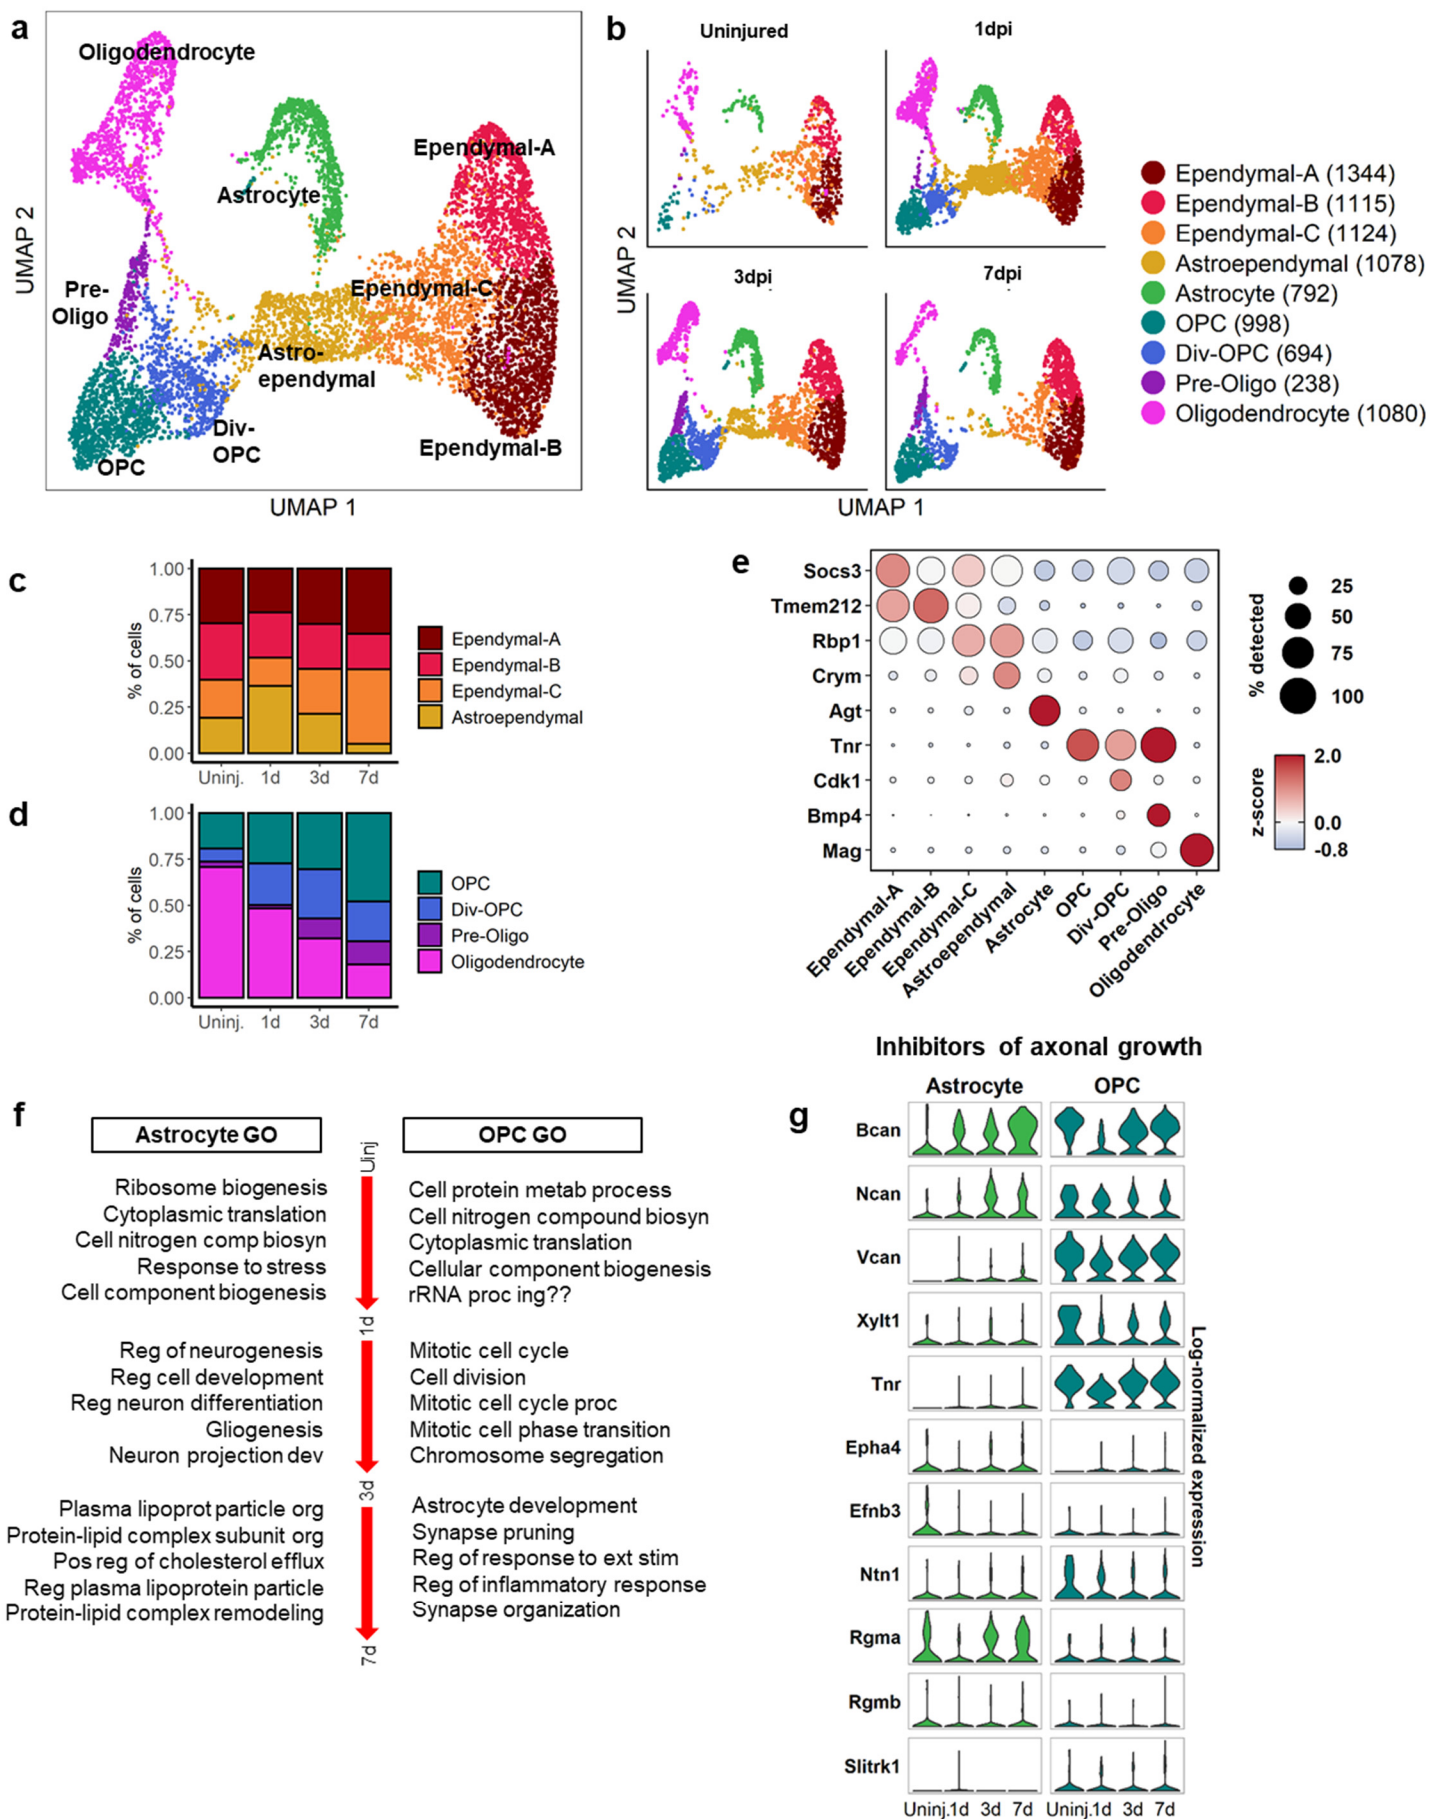 a
Oligodendrocyte
Astrocyte
Ependymal-A
Pre-
Oligo
Ependymal-C
Astro-
ependymal
Div-
OPC
OPC
Ependymal-B
UMAP 2
UMAP 1
b
Uninjured
1dpi
3dpi
7dpi
UMAP 2
UMAP 1
Ependymal-A (1344)
Ependymal-B (1115)
Ependymal-C (1124)
Astroependymal (1078)
Astrocyte (792)
OPC (998)
Div-OPC (694)
Pre-Oligo (238)
Oligodendrocyte (1080)
c
% of cells
1.00
0.75
0.50
0.25
0.00
Uninj. 1d 3d 7d
Ependymal-A
Ependymal-B
Ependymal-C
Astroependymal
d
% of cells
1.00
0.75
0.50
0.25
0.00
Uninj. 1d 3d 7d
OPC
Div-OPC
Pre-Oligo
Oligodendrocyte
e
Socs3
Tmem212
Rbp1
Crym
Agt
Tnr
Cdk1
Bmp4
Mag
Ependymal-A
Ependymal-B
Ependymal-C
Astroependymal
Astrocyte
OPC
Div-OPC
Pre-Oligo
Oligodendrocyte
% detected
25
50
75
100
z-score
2.0
0.0
-0.8
f
Astrocyte GO
OPC GO
Uinj
Ribosome biogenesis
Cytoplasmic translation
Cell nitrogen comp biosyn
Response to stress
Cell component biogenesis
Cell protein metab process
Cell nitrogen compound biosyn
Cytoplasmic translation
Cellular component biogenesis
rRNA proc ing??
1d
Reg of neurogenesis
Reg cell development
Reg neuron differentiation
Gliogenesis
Neuron projection dev
Mitotic cell cycle
Cell division
Mitotic cell cycle proc
Mitotic cell phase transition
Chromosome segregation
3d
Plasma lipoprot particle org
Protein-lipid complex subunit org
Pos reg of cholesterol efflux
Reg plasma lipoprotein particle
Protein-lipid complex remodeling
Astrocyte development
Synapse pruning
Reg of response to ext stim
Reg of inflammatory response
Synapse organization
7d
g
Inhibitors of axonal growth
Astrocyte
OPC
Bcan
Ncan
Vcan
Xylt1
Tnr
Epha4
Efnb3
Ntn1
Rgma
Rgmb
Slitrk1
Log-normalized expression
Uninj.1d 3d 7d
Uninj.1d 3d 7d